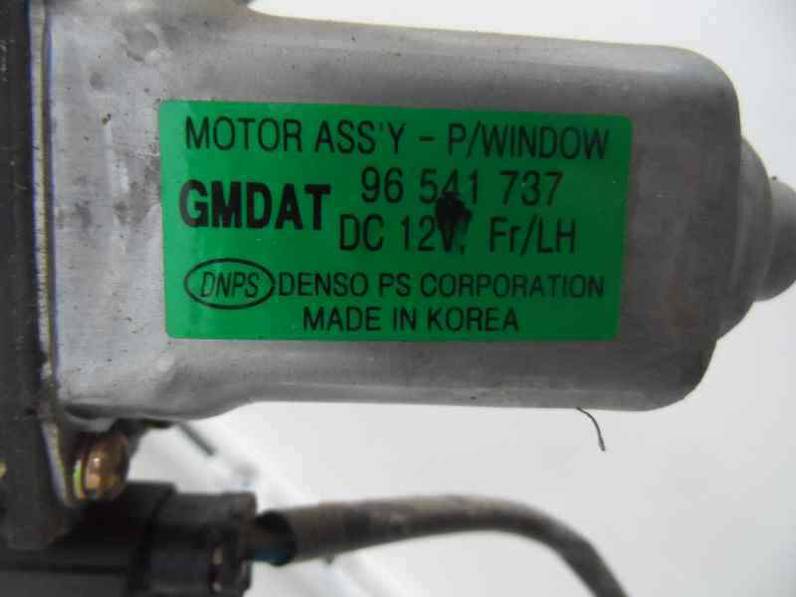 MOTOR ASS'Y - P/WINDOW
GMDAT 96 541 737
DC 12V, Fr/LH
DNPS DENSO PS CORPORATION
MADE IN KOREA